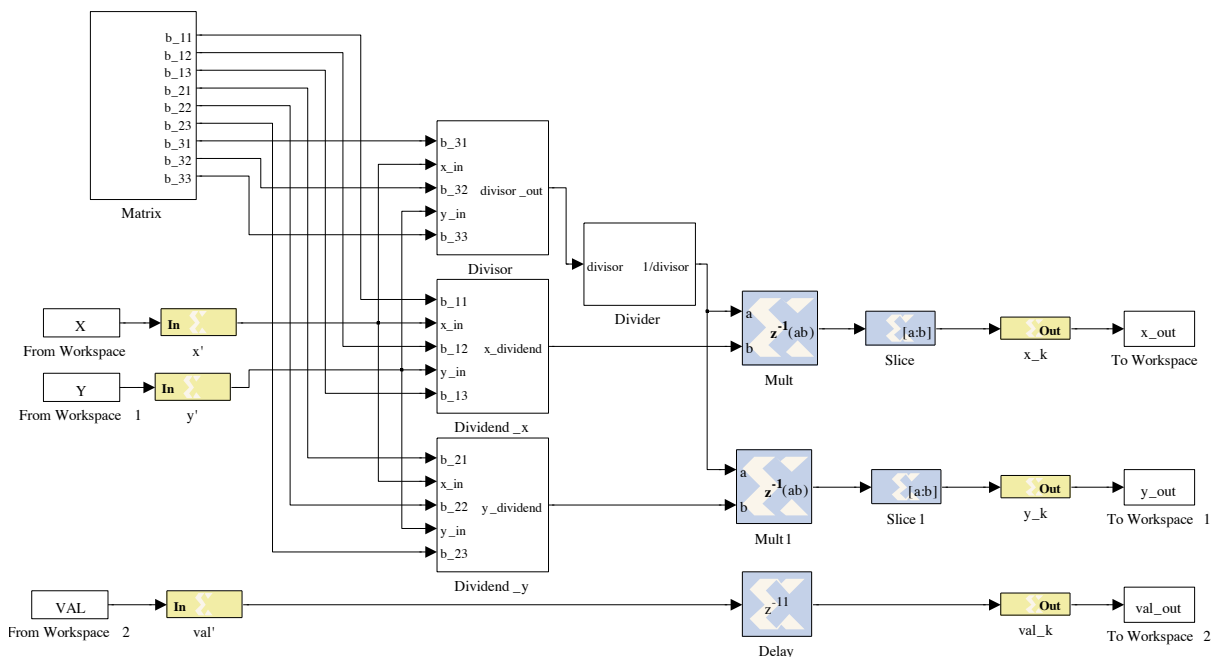 b_11
b_12
b_13
b_21
b_22
b_23
b_31
b_32
b_33
Matrix
b_31
x_in
b_32
y_in
b_33
divisor _out
Divisor
divisor 1/divisor
Divider
b_11
x_in
b_12
y_in
b_13
x_dividend
Dividend _x
b_21
x_in
b_22
y_in
b_23
y_dividend
Dividend _y
X
From Workspace
In
x'
Y
From Workspace 1
In
y'
VAL
From Workspace 2
In
val'
a
b
z-1(ab)
Mult
[a:b]
Slice
Out
x_k
x_out
To Workspace
a
b
z-1(ab)
Mult 1
[a:b]
Slice 1
Out
y_k
y_out
To Workspace 1
z-11
Delay
Out
val_k
val_out
To Workspace 2